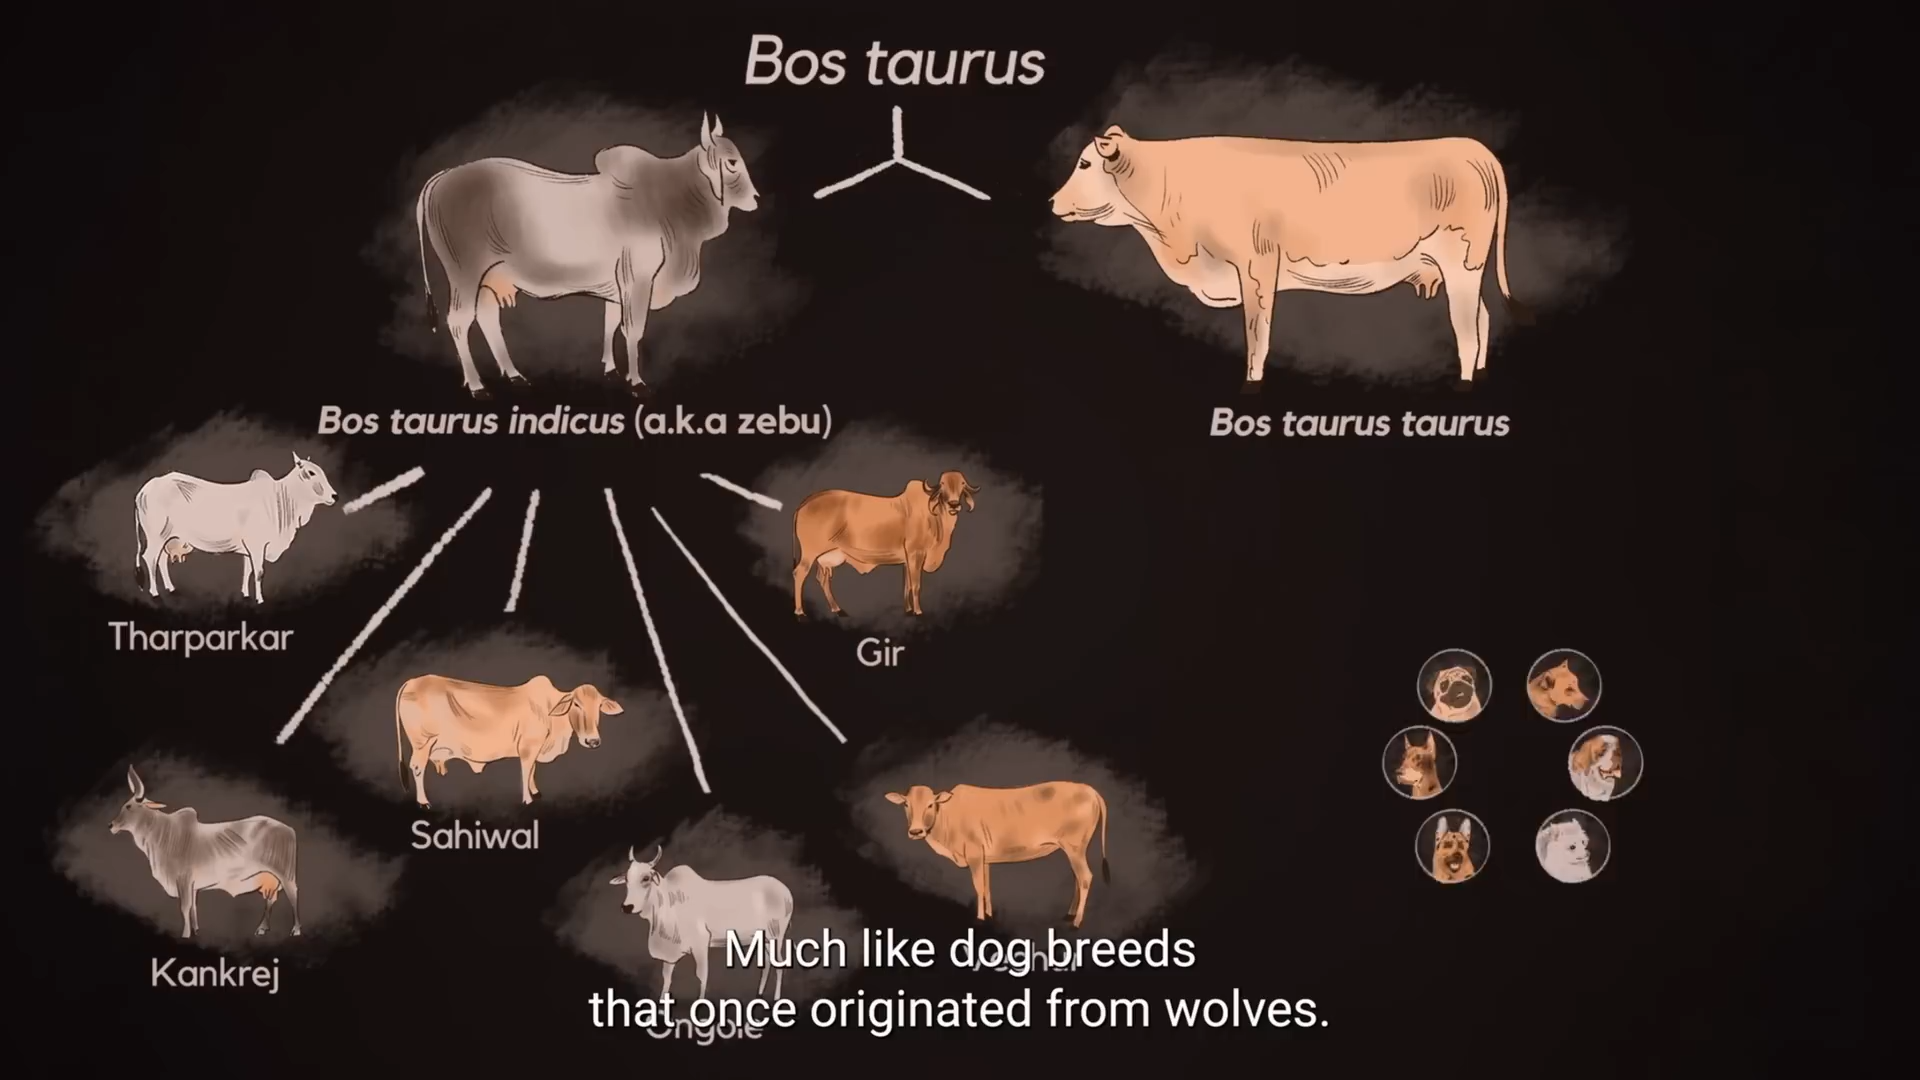 Bos taurus
Bos taurus indicus (a.k.a zebu)
Bos taurus taurus
Tharparkar
Gir
Sahiwal
Kankrej
Ongole
Much like dog breeds
that once originated from wolves.